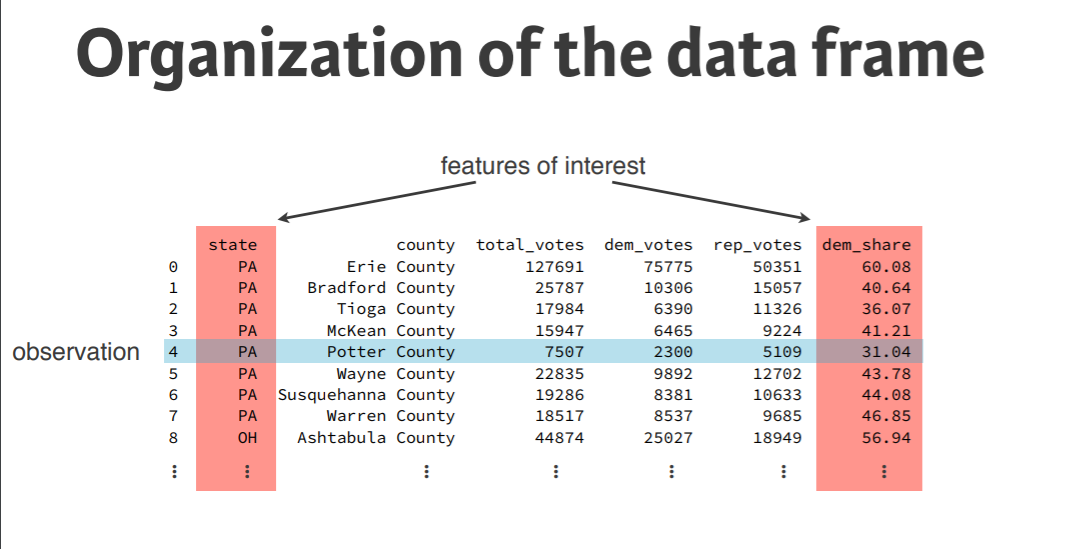 Organization of the data frame
features of interest
state county total_votes dem_votes rep_votes dem_share
0 PA Erie County 127691 75775 50351 60.08
1 PA Bradford County 25787 10306 15057 40.64
2 PA Tioga County 17984 6390 11326 36.07
3 PA McKean County 15947 6465 9224 41.21
observation 4 PA Potter County 7507 2300 5109 31.04
5 PA Wayne County 22835 9892 12702 43.78
6 PA Susquehanna County 19286 8381 10633 44.08
7 PA Warren County 18517 8537 9685 46.85
8 OH Ashtabula County 44874 25027 18949 56.94
⋮ ⋮ ⋮ ⋮ ⋮ ⋮ ⋮